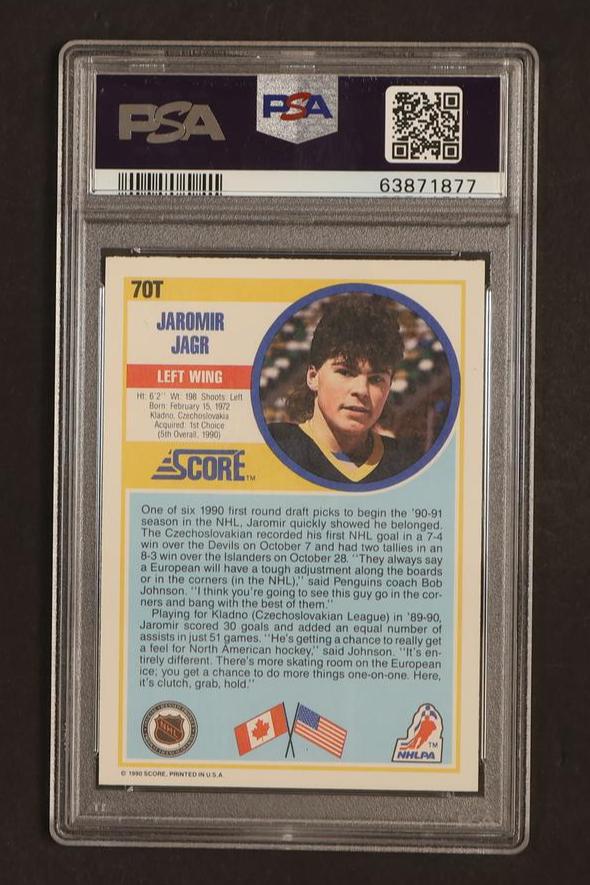 PSA
PSA
63871877
70T
JAROMIR
JAGR
LEFT WING
Ht: 6'2'' Wt: 198 Shoots: Left
Born: February 15, 1972
Kladno, Czechoslovakia
Acquired: 1st Choice
(5th Overall, 1990)
SCORE TM
One of six 1990 first round draft picks to begin the '90-91
season in the NHL, Jaromir quickly showed he belonged.
The Czechoslovakian recorded his first NHL goal in a 7-4
win over the Devils on October 7 and had two tallies in an
8-3 win over the Islanders on October 28. ''They always say
a European will have a tough adjustment along the boards
or in the corners (in the NHL),'' said Penguins coach Bob
Johnson. ''I think you're going to see this guy go in the cor-
ners and bang with the best of them.''
Playing for Kladno (Czechoslovakian League) in '89-90,
Jaromir scored 30 goals and added an equal number of
assists in just 51 games. ''He's getting a chance to really get
a feel for North American hockey,'' said Johnson. ''It's en-
tirely different. There's more skating room on the European
ice; you get a chance to do more things one-on-one. Here,
it's clutch, grab, hold.''
NHL
TM
NHLPA
© 1990 SCORE, PRINTED IN U.S.A.